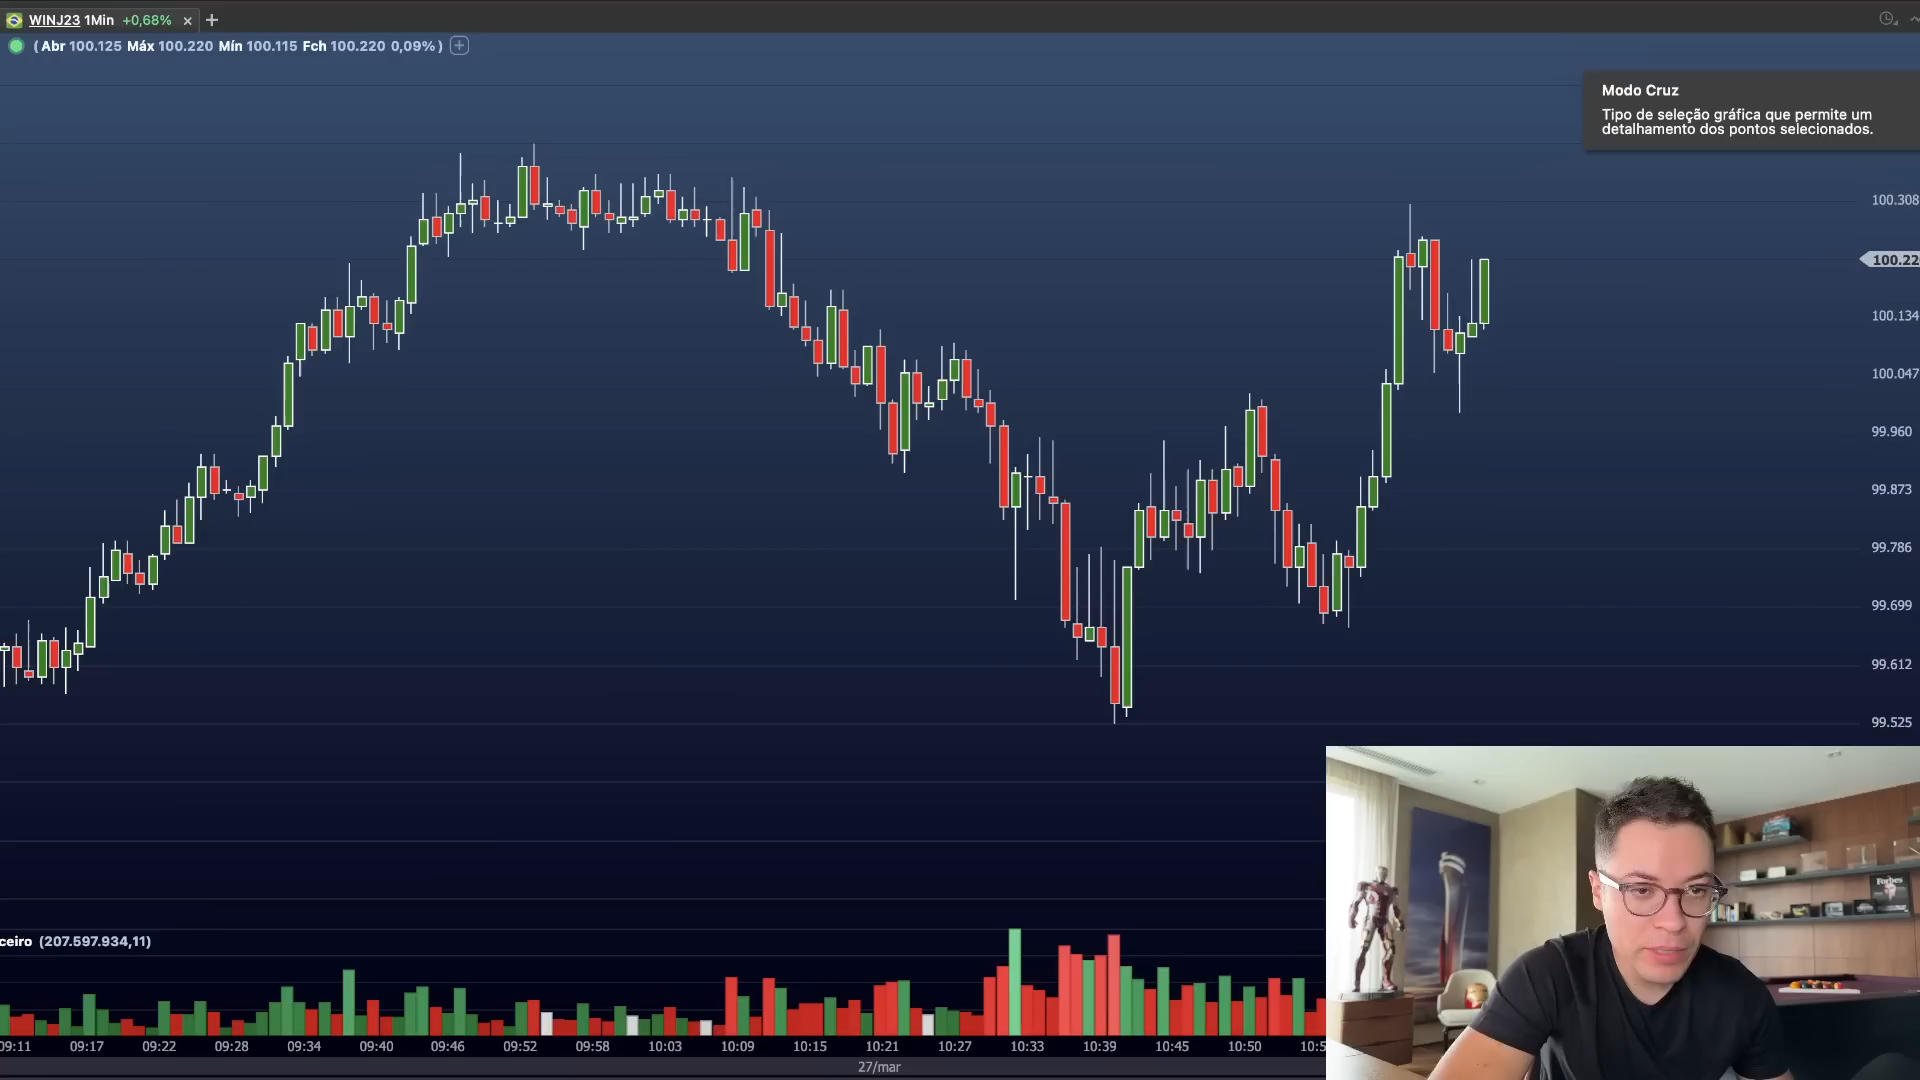 WINJ23 1Min +0,68% × +
( Abr 100.125 Máx 100.220 Mín 100.115 Fch 100.220 0,09% ) +
Modo Cruz
Tipo de seleção gráfica que permite um
detalhamento dos pontos selecionados.
100.308
100.22
100.134
100.047
99.960
99.873
99.786
99.699
99.612
99.525
ceiro (207.597.934,11)
Forbes
09:11 09:17 09:22 09:28 09:34 09:40 09:46 09:52 09:58 10:03 10:09 10:15 10:21 10:27 10:33 10:39 10:45 10:50 10:5
27/mar